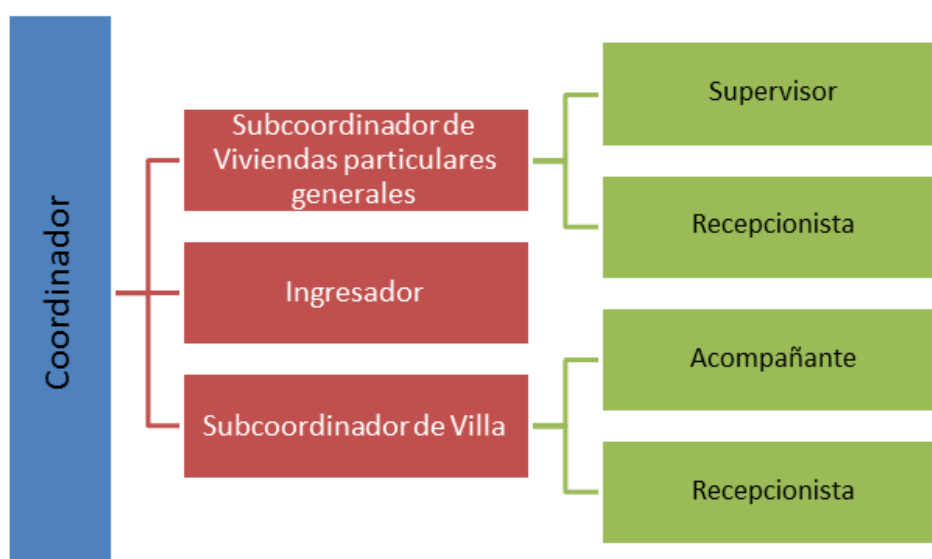 Coordinador
Subcoordinador de
Viviendas particulares
generales
Ingresador
Subcoordinador de Villa
Supervisor
Recepcionista
Acompañante
Recepcionista